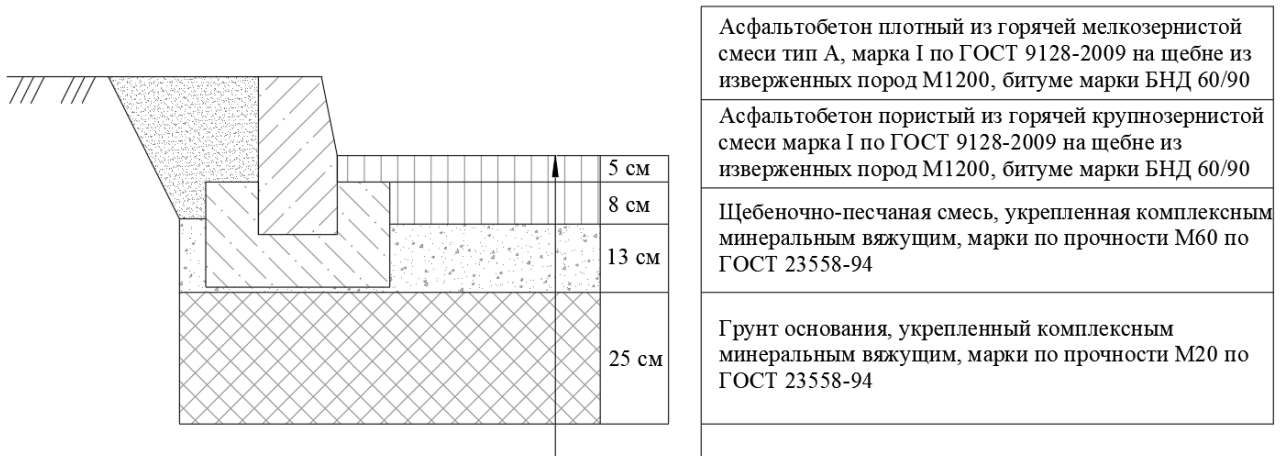 Асфальтобетон плотный из горячей мелкозернистой
смеси тип А, марка I по ГОСТ 9128-2009 на щебне из
изверженных пород М1200, битуме марки БНД 60/90
Асфальтобетон пористый из горячей крупнозернистой
смеси марка I по ГОСТ 9128-2009 на щебне из
изверженных пород М1200, битуме марки БНД 60/90
5 см
8 см
13 см
25 см
Щебеночно-песчаная смесь, укрепленная комплексным
минеральным вяжущим, марки по прочности М60 по
ГОСТ 23558-94
Грунт основания, укрепленный комплексным
минеральным вяжущим, марки по прочности М20 по
ГОСТ 23558-94